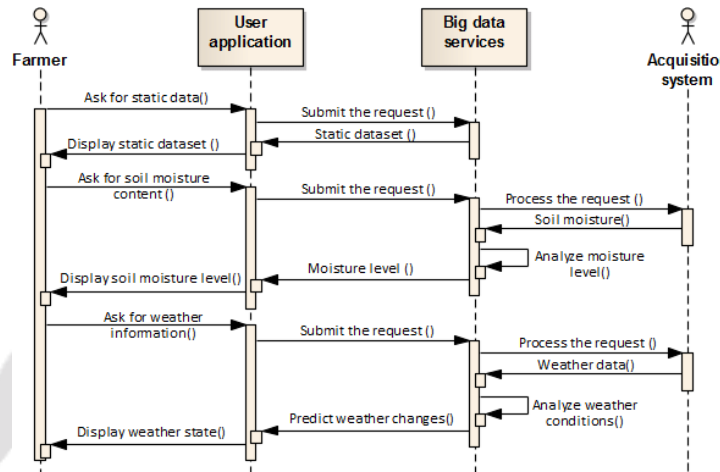 Farmer
User
application
Big data
services
Acquisitio
system
Ask for static data()
Submit the request ()
Static dataset ()
Display static dataset ()
Ask for soil moisture
content ()
Submit the request ()
Process the request ()
Soil moisture()
Analyze moisture
level()
Moisture level ()
Display soil moisture level()
Ask for weather
information()
Submit the request ()
Process the request ()
Weather data()
Analyze weather
conditions()
Predict weather changes()
Display weather state()